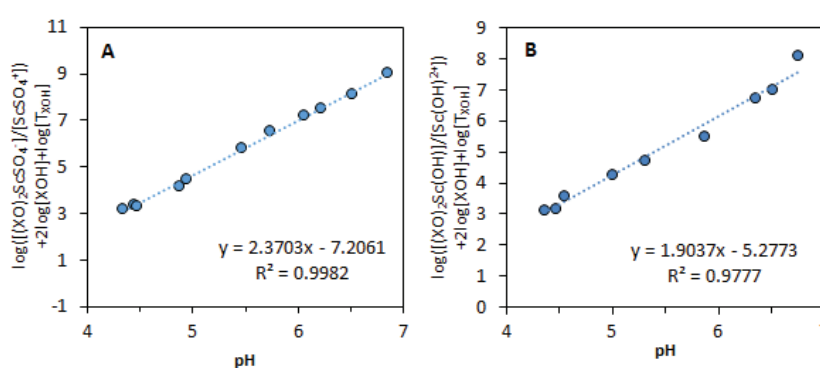 A
log([(XO)₂ScSO₄⁻]/[ScSO₄⁺])
+2log[XOH]+log[T_XOH]
11
9
7
5
3
1
-1
y = 2.3703x - 7.2061
R² = 0.9982
4 5 6 7
pH
B
log([(XO)₂Sc(OH)]/[Sc(OH)²⁺])
+2log[XOH]+log[T_XOH]
9
8
7
6
5
4
3
2
1
0
y = 1.9037x - 5.2773
R² = 0.9777
4 5 6
pH